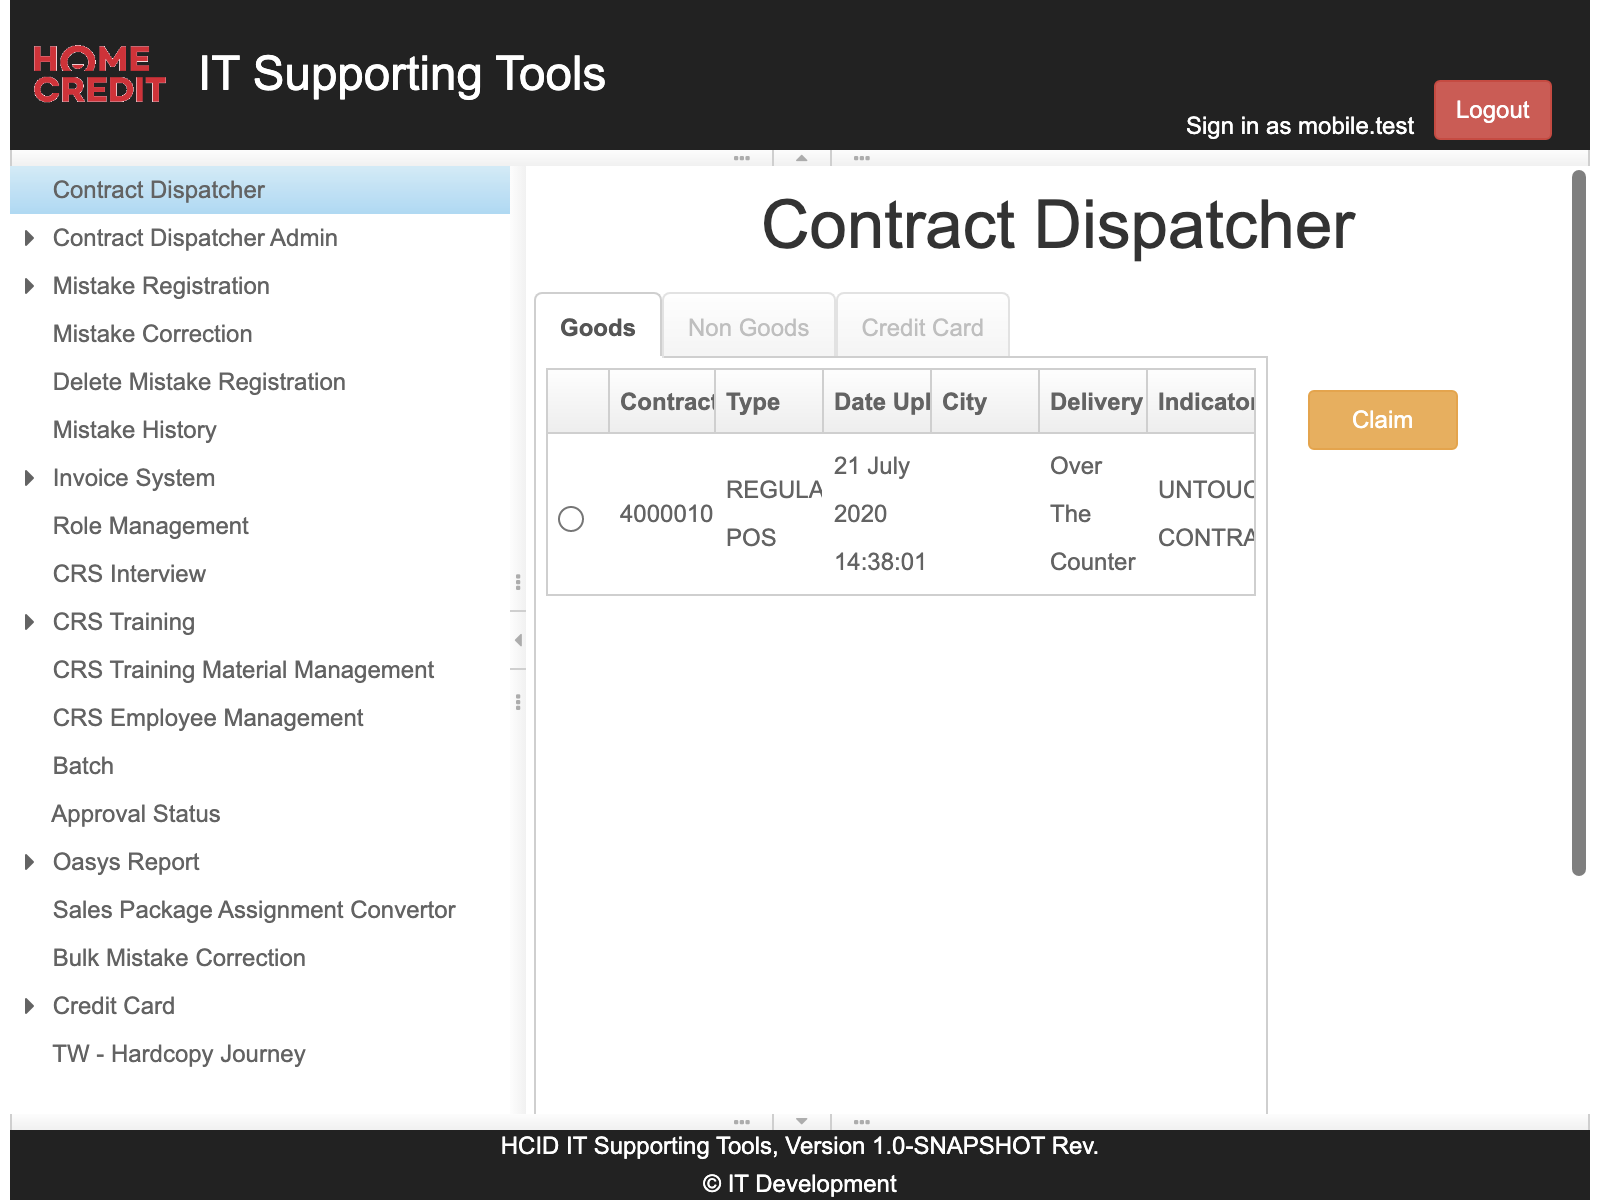 HOME
CREDIT
IT Supporting Tools
Sign in as mobile.test
Logout
Contract Dispatcher
Contract Dispatcher Admin
Mistake Registration
Mistake Correction
Delete Mistake Registration
Mistake History
Invoice System
Role Management
CRS Interview
CRS Training
CRS Training Material Management
CRS Employee Management
Batch
Approval Status
Oasys Report
Sales Package Assignment Convertor
Bulk Mistake Correction
Credit Card
TW - Hardcopy Journey
Contract Dispatcher
Goods Non Goods Credit Card
Contract Type Date Upl City Delivery Indicator
4000010
REGULA
POS
21 July
2020
14:38:01
Over
The
Counter
UNTOUC
CONTRA
Claim
HCID IT Supporting Tools, Version 1.0-SNAPSHOT Rev.
© IT Development